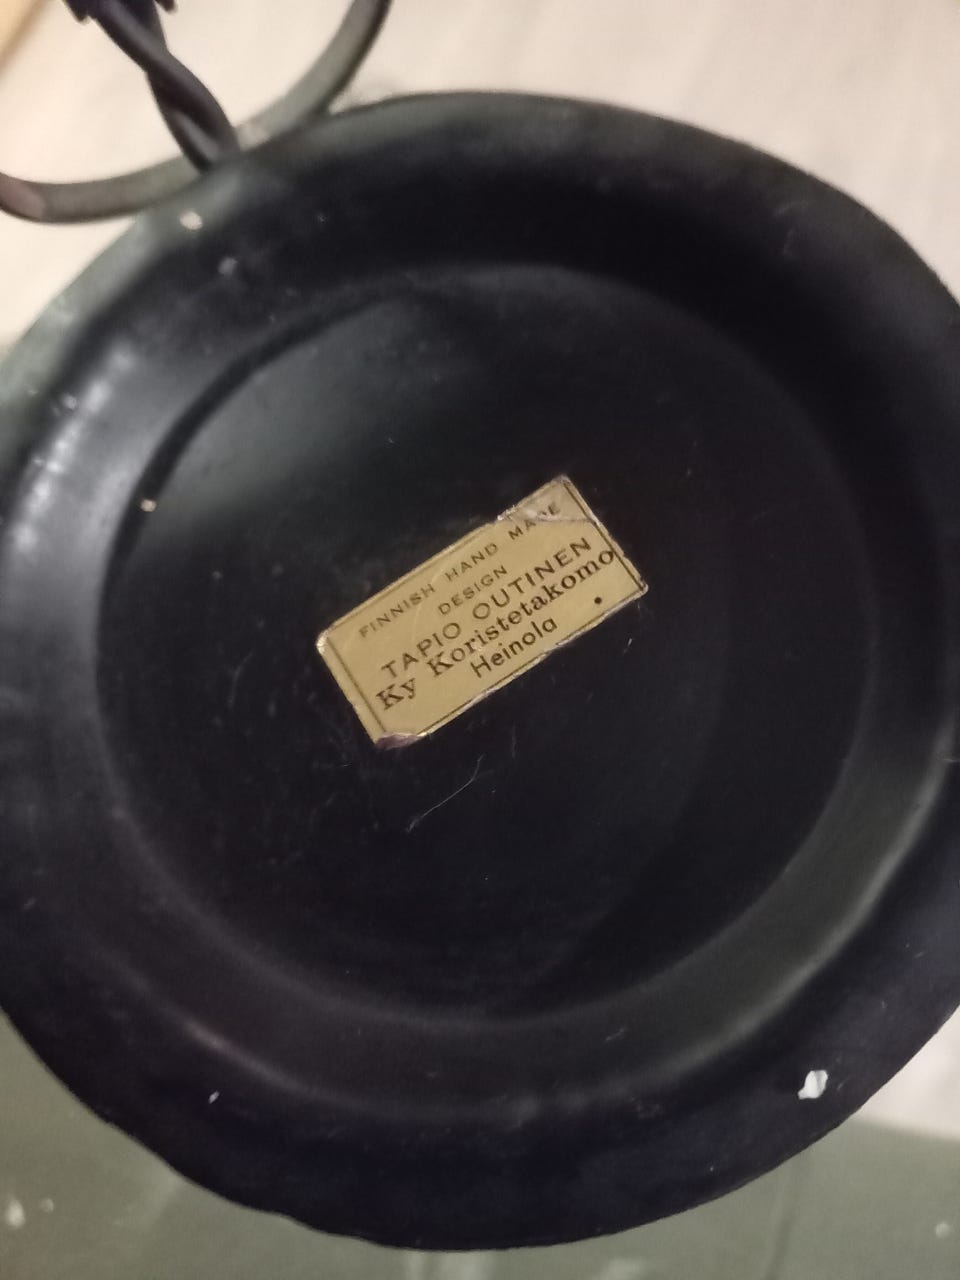 FINNISH HAND MADE
DESIGN
TAPIO OUTINEN
Ky Koristetakomo
Heinola